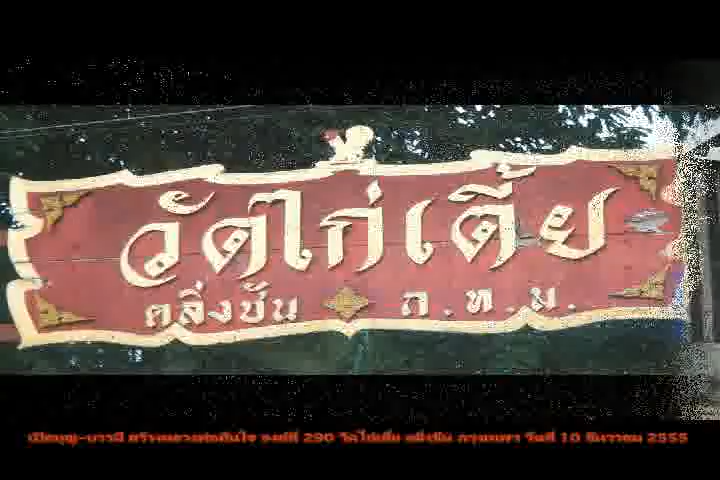 วัดไก่เตี้ย
ตลิ่งชัน ก.ท.ม.
290 วัดไก่เตี้ย ตลิ่งชัน กรุงเทพฯ วันที่ 10 ธันวาคม 2555